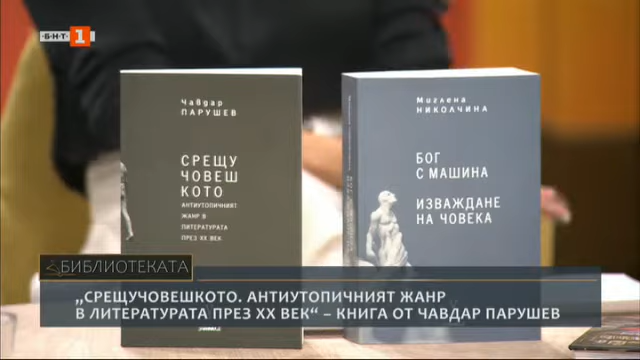 БНТ 1
Чавдар
ПАРУШЕВ
СРЕЩУ
ЧОВЕШ
КОТО
АНТИУТОПИЧНИЯТ
ЖАНР В
ЛИТЕРАТУРАТА
ПРЕЗ XX ВЕК
Миглена
НИКОЛЧИНА
БОГ
С МАШИНА
ИЗВАЖДАНЕ
НА ЧОВЕКА
БИБЛИОТЕКАТА
„СРЕЩУЧОВЕШКОТО. АНТИУТОПИЧНИЯТ ЖАНР
В ЛИТЕРАТУРАТА ПРЕЗ XX ВЕК“ – КНИГА ОТ ЧАВДАР ПАРУШЕВ